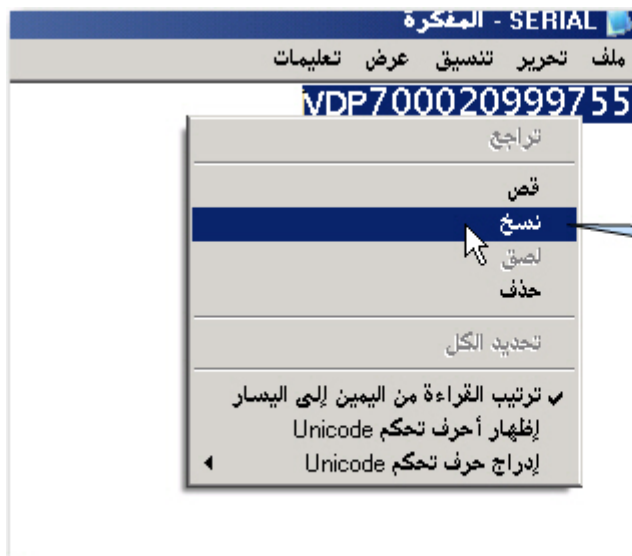 SERIAL - المفكرة
ملف تحرير تنسيق عرض تعليمات
VDP700020999755
تراجع
قص
نسخ
لصق
حذف
تحديد الكل
ترتيب القراءة من اليمين إلى اليسار
إظهار أحرف تحكم Unicode
إدراج حرف تحكم Unicode